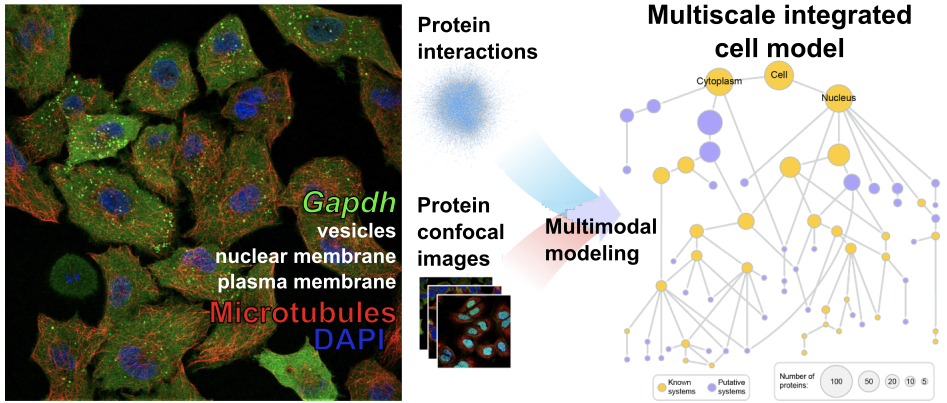 Gapdh
vesicles
nuclear membrane
plasma membrane
Microtubules
DAPI
Protein
interactions
Protein
confocal
images
Multimodal
modeling
Multiscale integrated
cell model
Cytoplasm
Cell
Nucleus
Known
systems
Putative
systems
Number of
proteins:
100
50
20
10
5